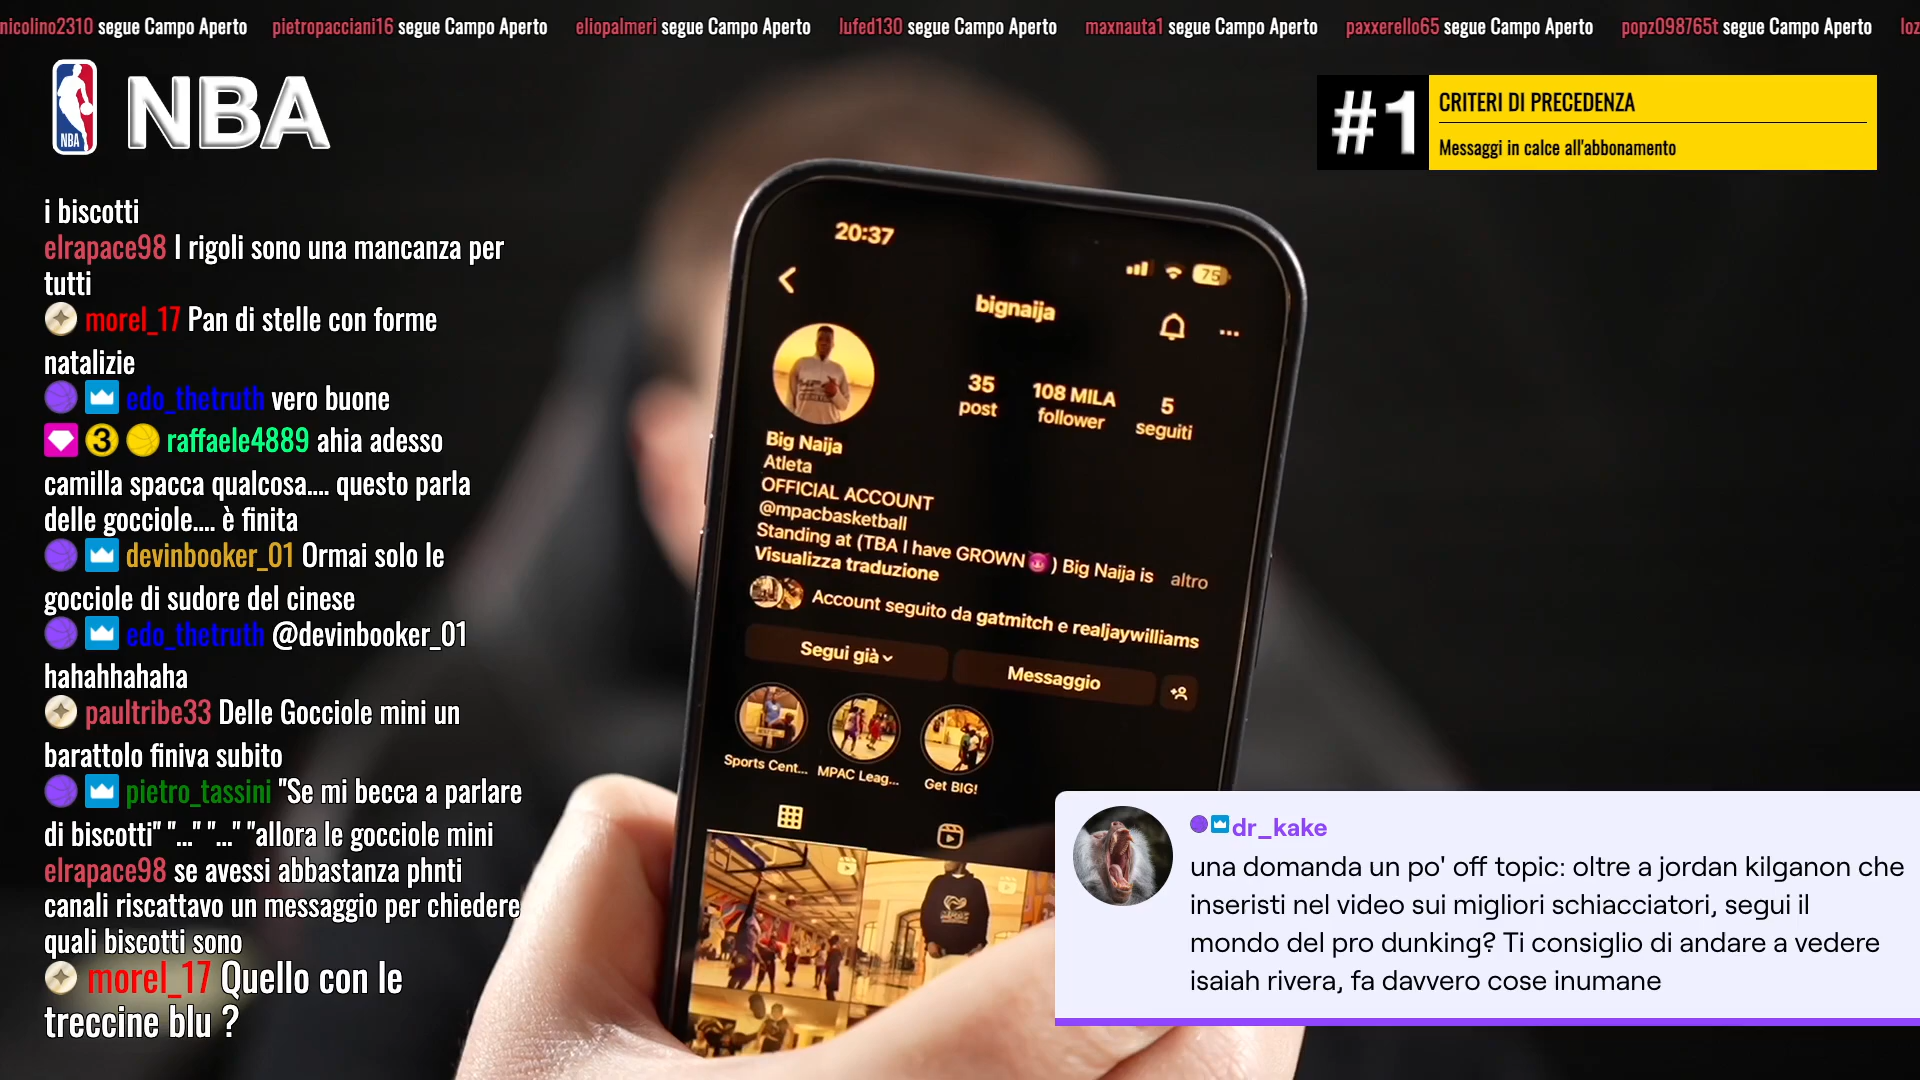 nicolino2310 segue Campo Aperto pietropacciani16 segue Campo Aperto eliopalmeri segue Campo Aperto lufed130 segue Campo Aperto maxnauta1 segue Campo Aperto paxxerello65 segue Campo Aperto popz098765t segue Campo Aperto loz
NBA NBA
#1 CRITERI DI PRECEDENZA
Messaggi in calce all'abbonamento
i biscotti
elrapace98 I rigoli sono una mancanza per
tutti
morel_17 Pan di stelle con forme
natalizie
edo_thetruth vero buone
3 raffaele4889 ahia adesso
camilla spacca qualcosa.... questo parla
delle gocciole.... è finita
devinbooker_01 Ormai solo le
gocciole di sudore del cinese
edo_thetruth @devinbooker_01
hahahhahaha
paultribe33 Delle Gocciole mini un
barattolo finiva subito
pietro_tassini "Se mi becca a parlare
di biscotti" "..." "..." "allora le gocciole mini
elrapace98 se avessi abbastanza phnti
canali riscattavo un messaggio per chiedere
quali biscotti sono
morel_17 Quello con le
treccine blu ?
20:37
75
bignaija
35 108 MILA 5
post follower seguiti
Big Naija
Atleta
OFFICIAL ACCOUNT
@mpacbasketball
Standing at (TBA I have GROWN😈) Big Naija is altro
Visualizza traduzione
Account seguito da gatmitch e realjaywilliams
Segui già Messaggio
Sports Cent... MPAC Leag... Get BIG!
dr_kake
una domanda un po' off topic: oltre a jordan kilganon che
inseristi nel video sui migliori schiacciatori, segui il
mondo del pro dunking? Ti consiglio di andare a vedere
isaiah rivera, fa davvero cose inumane